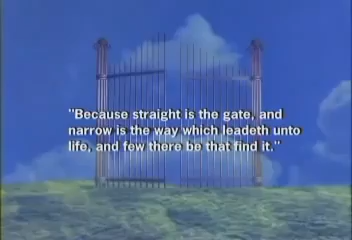 "Because straight is the gate, and
narrow is the way which leadeth unto
life, and few there be that find it."